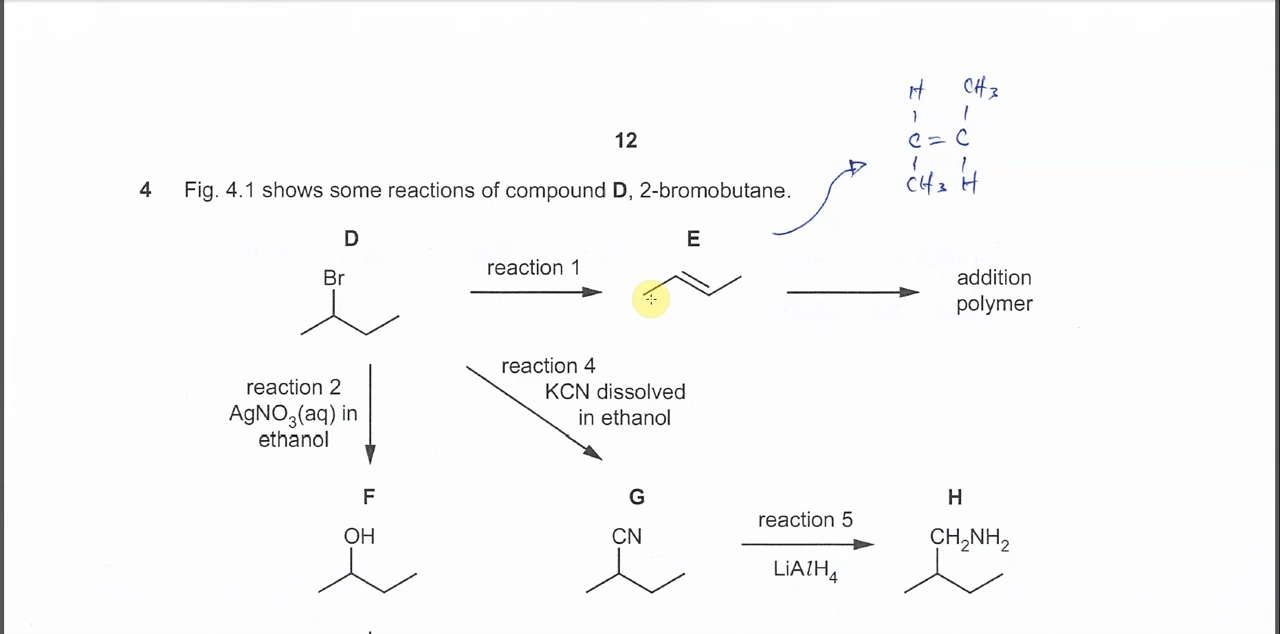 H CH3
C = C
CH3 H
12
4 Fig. 4.1 shows some reactions of compound D, 2-bromobutane.
D
E
Br
reaction 1
addition
polymer
reaction 2
AgNO3(aq) in
ethanol
reaction 4
KCN dissolved
in ethanol
F
G
H
OH
CN
reaction 5
LiAlH4
CH2NH2